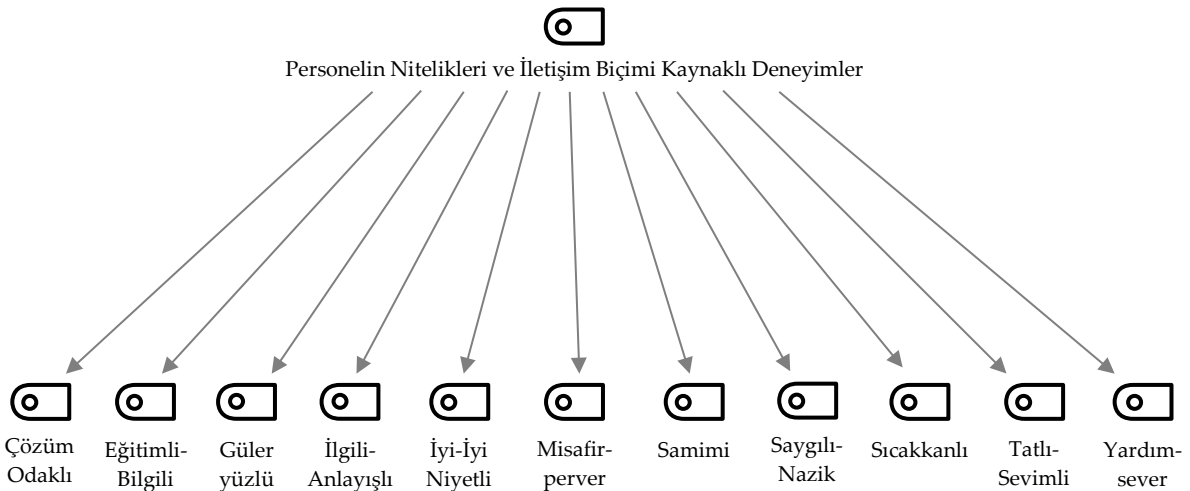 Personelin Nitelikleri ve İletişim Biçimi Kaynaklı Deneyimler
Çözüm
Odaklı
Eğitimli-
Bilgili
Güler
yüzlü
İlgili-
Anlayışlı
İyi-İyi
Niyetli
Misafir-
perver
Samimi
Saygılı-
Nazik
Sıcakkanlı
Tatlı-
Sevimli
Yardım-
sever